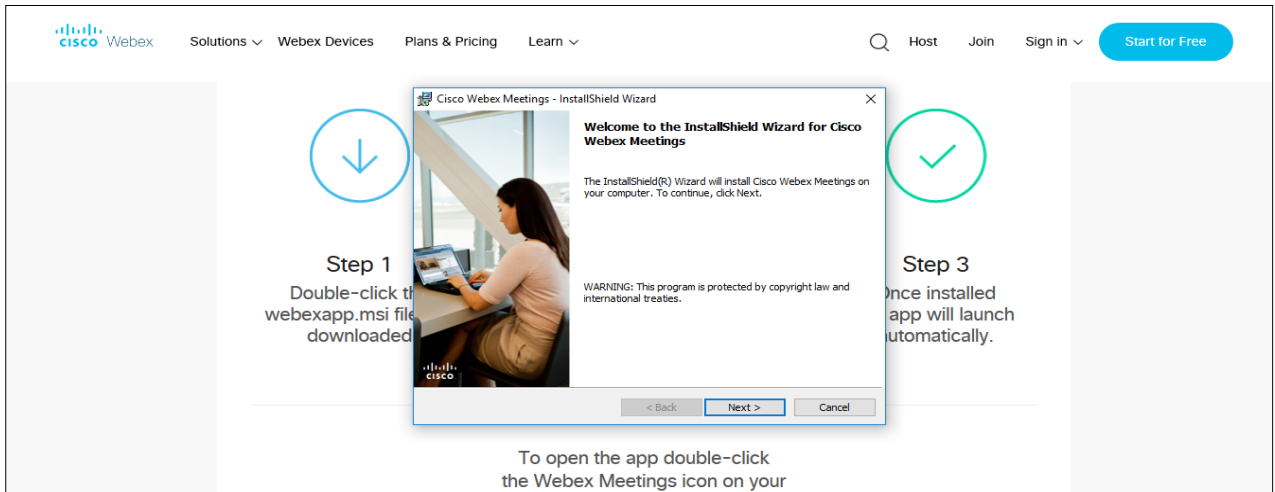 CISCO Webex
Solutions Webex Devices Plans & Pricing Learn Host Join Sign in Start for Free
Cisco Webex Meetings - InstallShield Wizard
Welcome to the InstallShield Wizard for Cisco
Webex Meetings
The InstallShield(R) Wizard will install Cisco Webex Meetings on
your computer. To continue, click Next.
WARNING: This program is protected by copyright law and
international treaties.
CISCO
< Back Next > Cancel
Step 1
Double-click
webexapp.msi file
downloaded
Step 3
Once installed
app will launch
automatically.
To open the app double-click
the Webex Meetings icon on your